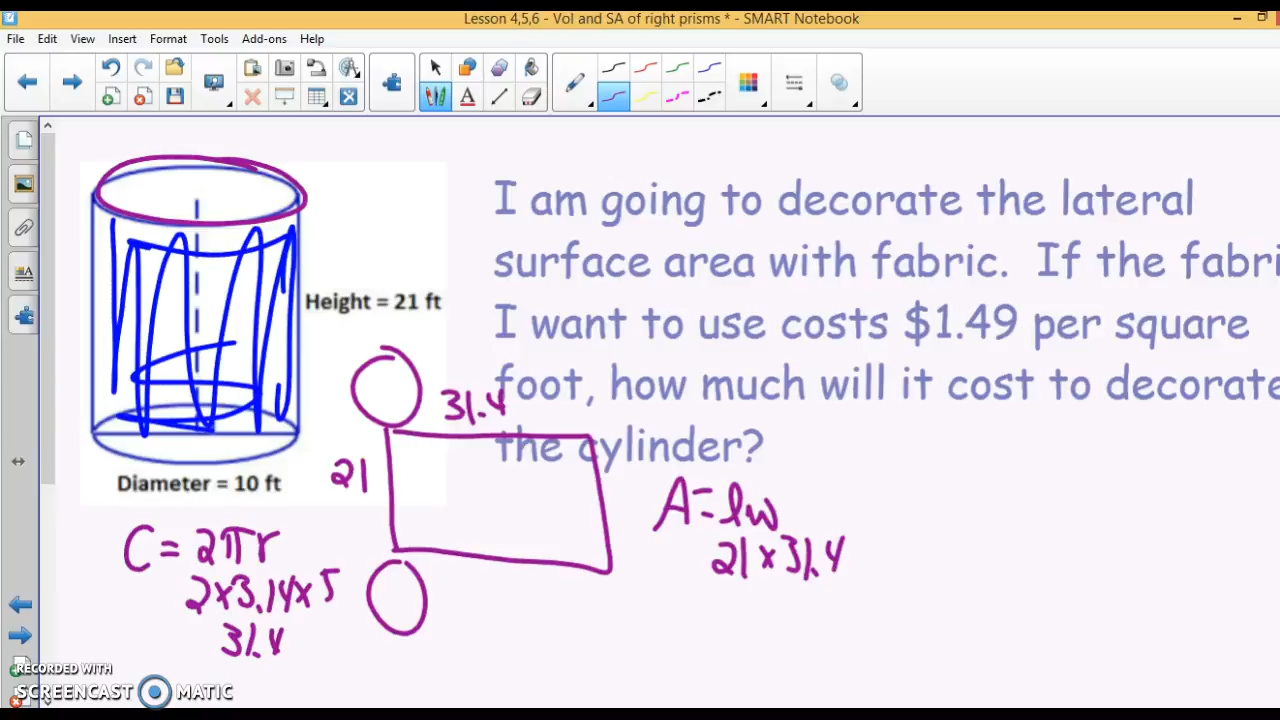 Lesson 4,5,6 - Vol and SA of right prisms * - SMART Notebook
File Edit View Insert Format Tools Add-ons Help
I am going to decorate the lateral
surface area with fabric. If the fabri
I want to use costs $1.49 per square
foot, how much will it cost to decorate
the cylinder?
Height = 21 ft
Diameter = 10 ft
31.4
21
C = 2πr
2×3.14×5
31.4
A = lw
21×31.4
RECORDED WITH
SCREENCAST MATIC